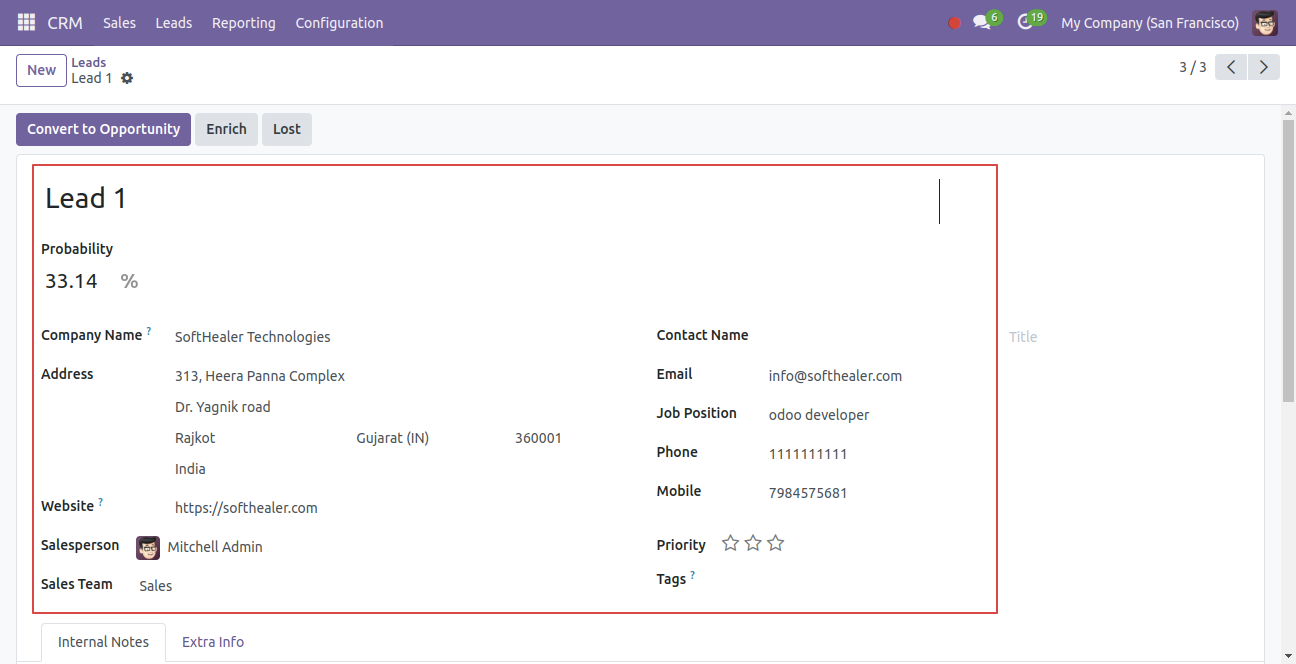 CRM Sales Leads Reporting Configuration 6 19 My Company (San Francisco)
New Leads
Lead 1 3 / 3
Convert to Opportunity Enrich Lost
Lead 1
Probability
33.14 %
Company Name ? SoftHealer Technologies Contact Name Title
Address 313, Heera Panna Complex Email info@softhealer.com
Dr. Yagnik road Job Position odoo developer
Rajkot Gujarat (IN) 360001 Phone 1111111111
India
Mobile 7984575681
Website ? https://softhealer.com
Salesperson Mitchell Admin Priority
Sales Team Sales Tags ?
Internal Notes Extra Info